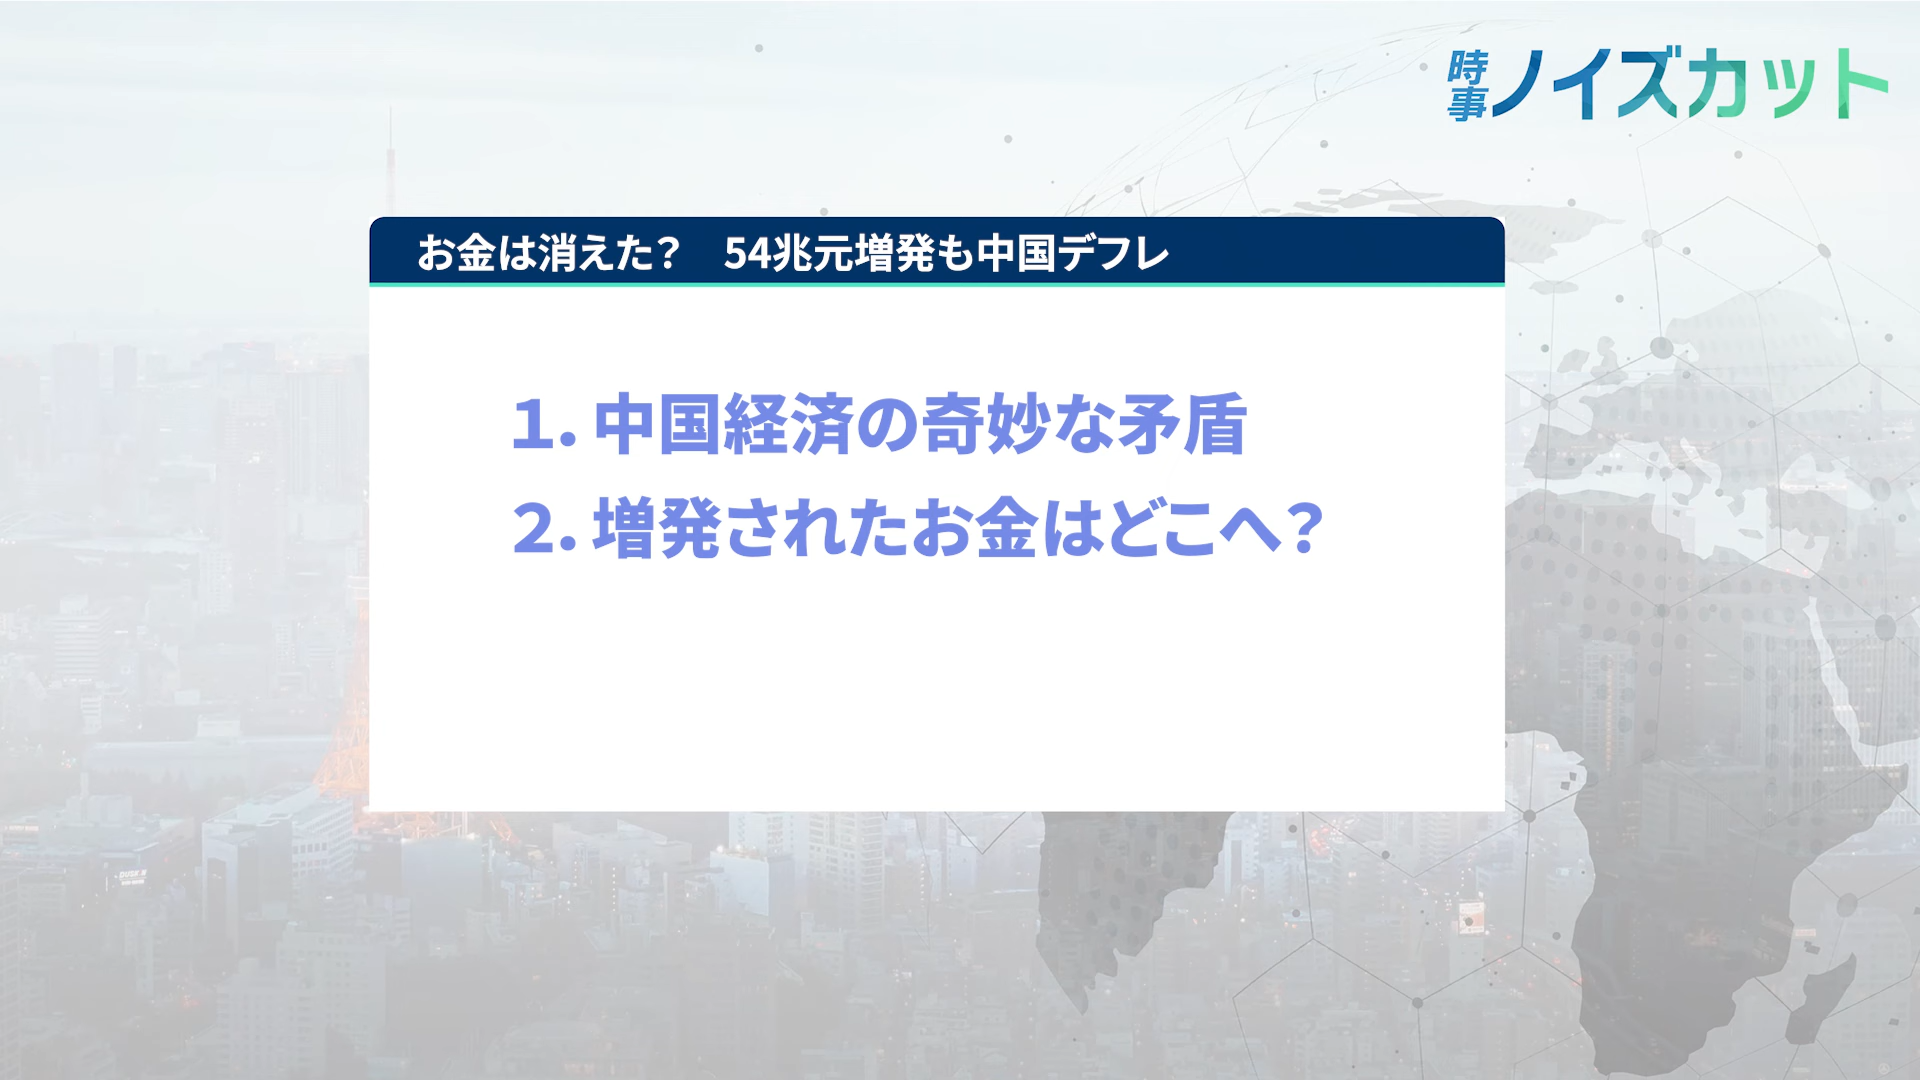 時事ノイズカット
お金は消えた？　54兆元増発も中国デフレ
１．中国経済の奇妙な矛盾
２．増発されたお金はどこへ？
DUSKIN